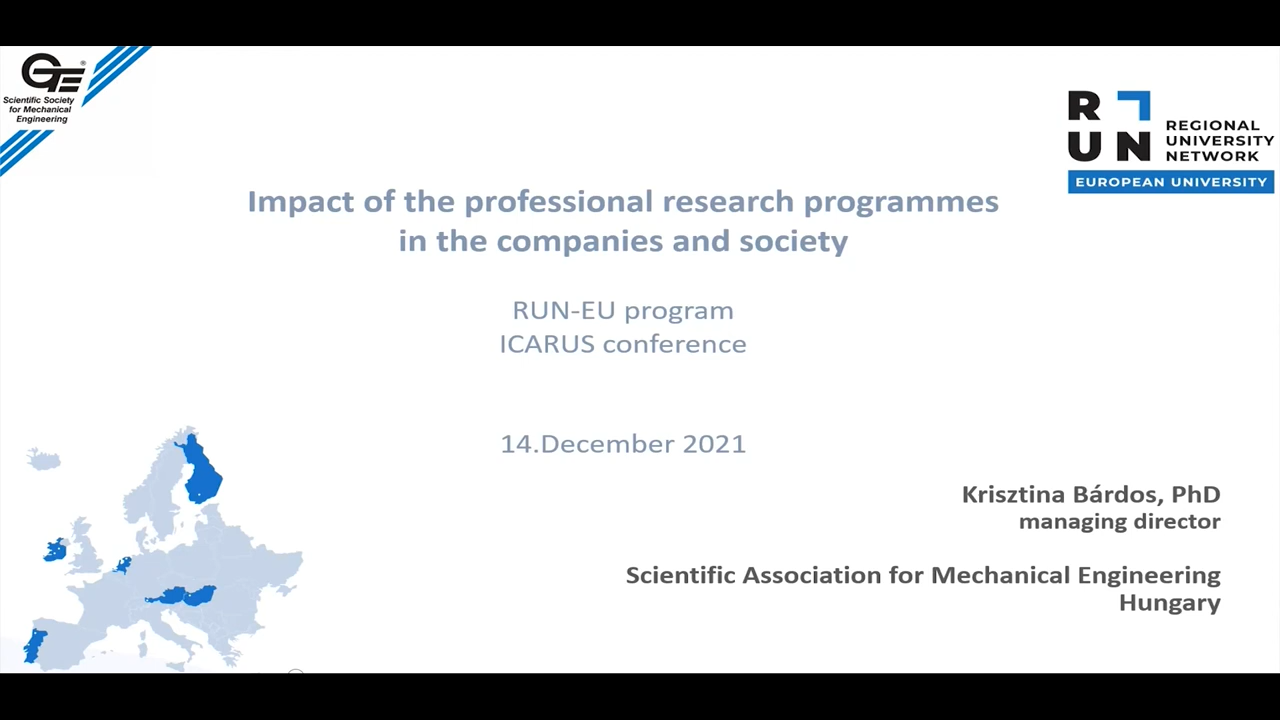 GTE®
Scientific Society
for Mechanical
Engineering
R
UN
REGIONAL
UNIVERSITY
NETWORK
EUROPEAN UNIVERSITY
Impact of the professional research programmes
in the companies and society
RUN-EU program
ICARUS conference
14.December 2021
Krisztina Bárdos, PhD
managing director
Scientific Association for Mechanical Engineering
Hungary